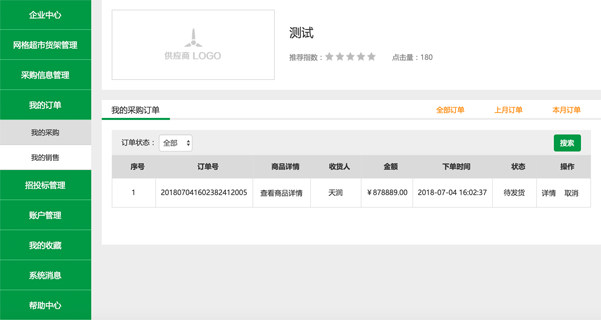 企业中心
网格超市货架管理
采购信息管理
我的订单
我的采购
我的销售
招投标管理
账户管理
我的收藏
系统消息
帮助中心
供应商 LOGO
测试
推荐指数： 点击量：180
我的采购订单 全部订单 上月订单 本月订单
订单状态： 全部 搜索
序号 订单号 商品详情 收货人 金额 下单时间 状态 操作
1 201807041602382412005 查看商品详情 天润 ¥878889.00 2018-07-04 16:02:37 待发货 详情 取消